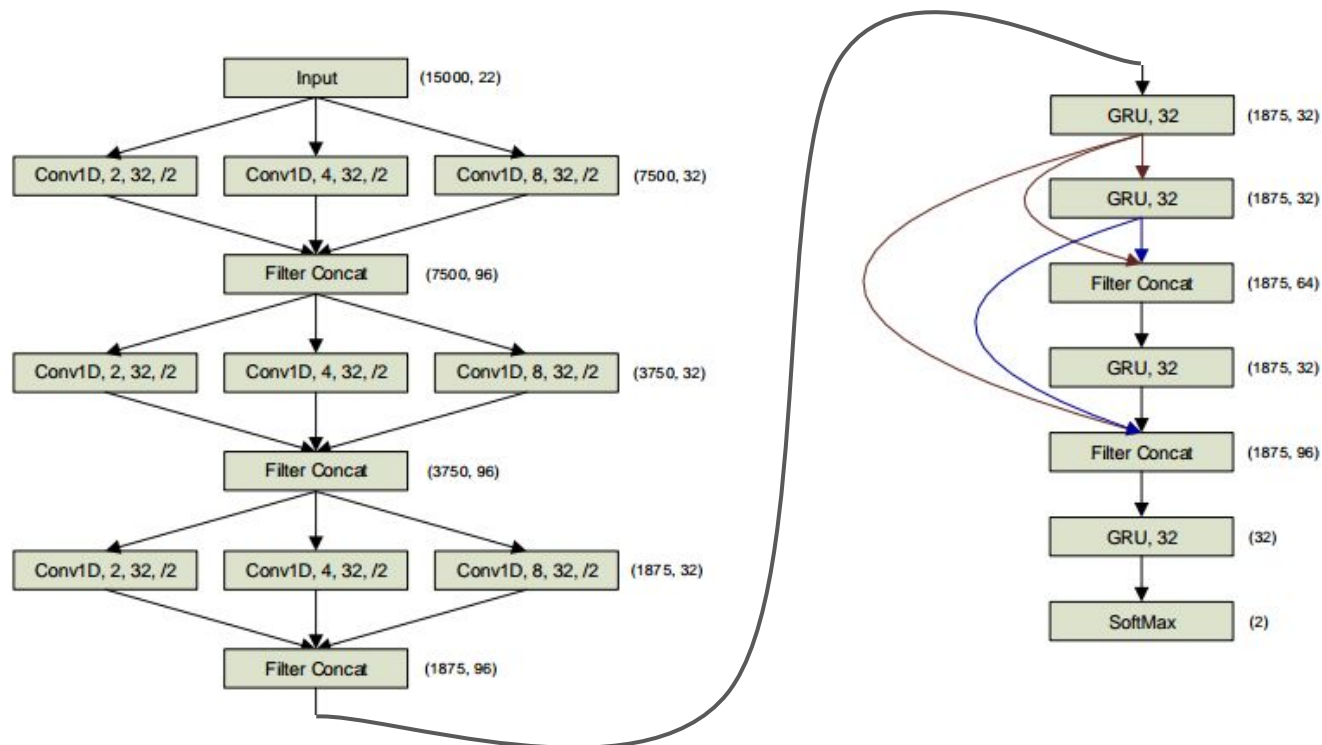 Input (15000, 22)
Conv1D, 2, 32, /2 Conv1D, 4, 32, /2 Conv1D, 8, 32, /2 (7500, 32)
Filter Concat (7500, 96)
Conv1D, 2, 32, /2 Conv1D, 4, 32, /2 Conv1D, 8, 32, /2 (3750, 32)
Filter Concat (3750, 96)
Conv1D, 2, 32, /2 Conv1D, 4, 32, /2 Conv1D, 8, 32, /2 (1875, 32)
Filter Concat (1875, 96)
GRU, 32 (1875, 32)
GRU, 32 (1875, 32)
Filter Concat (1875, 64)
GRU, 32 (1875, 32)
Filter Concat (1875, 96)
GRU, 32 (32)
SoftMax (2)